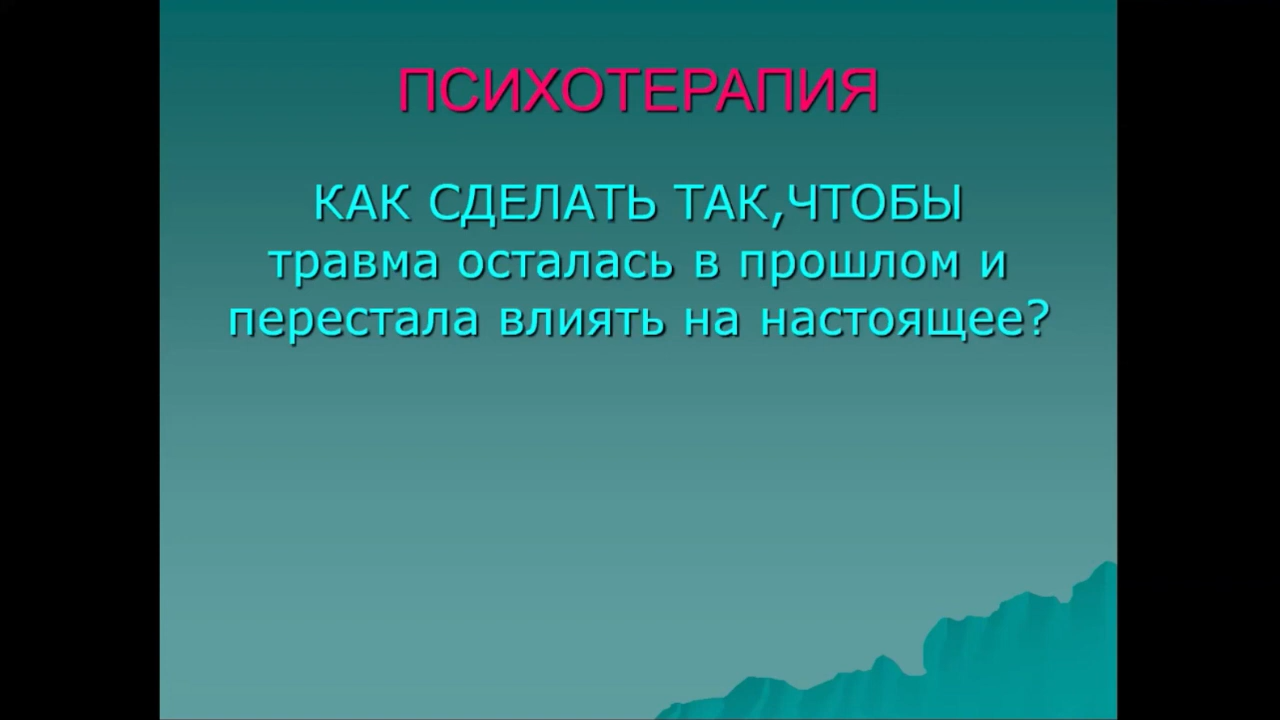 ПСИХОТЕРАПИЯ
КАК СДЕЛАТЬ ТАК,ЧТОБЫ
травма осталась в прошлом и
перестала влиять на настоящее?